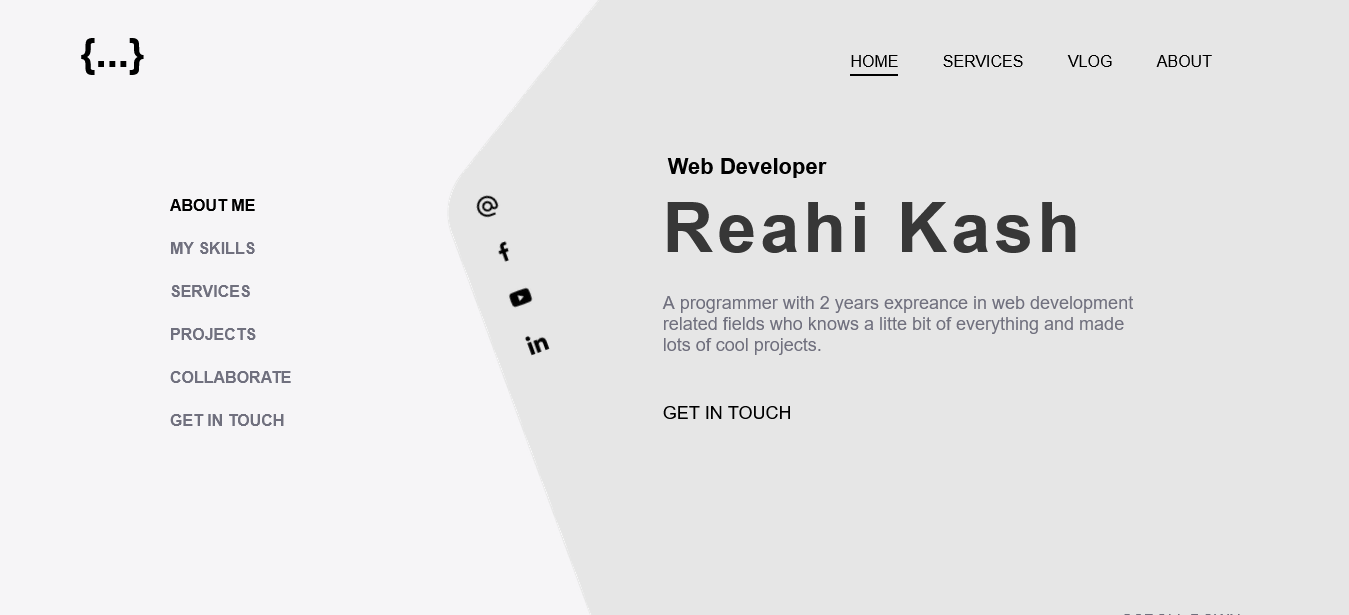 {...}
HOME SERVICES VLOG ABOUT
ABOUT ME
MY SKILLS
SERVICES
PROJECTS
COLLABORATE
GET IN TOUCH
Web Developer
Reahi Kash
A programmer with 2 years expreance in web development
related fields who knows a litte bit of everything and made
lots of cool projects.
GET IN TOUCH